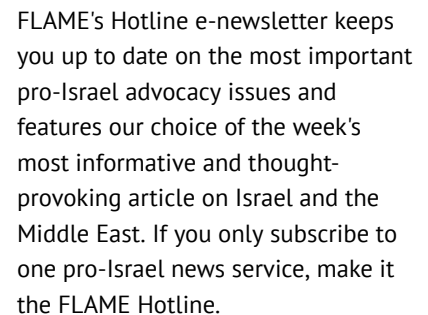 FLAME's Hotline e-newsletter keeps
you up to date on the most important
pro-Israel advocacy issues and
features our choice of the week's
most informative and thought-
provoking article on Israel and the
Middle East. If you only subscribe to
one pro-Israel news service, make it
the FLAME Hotline.